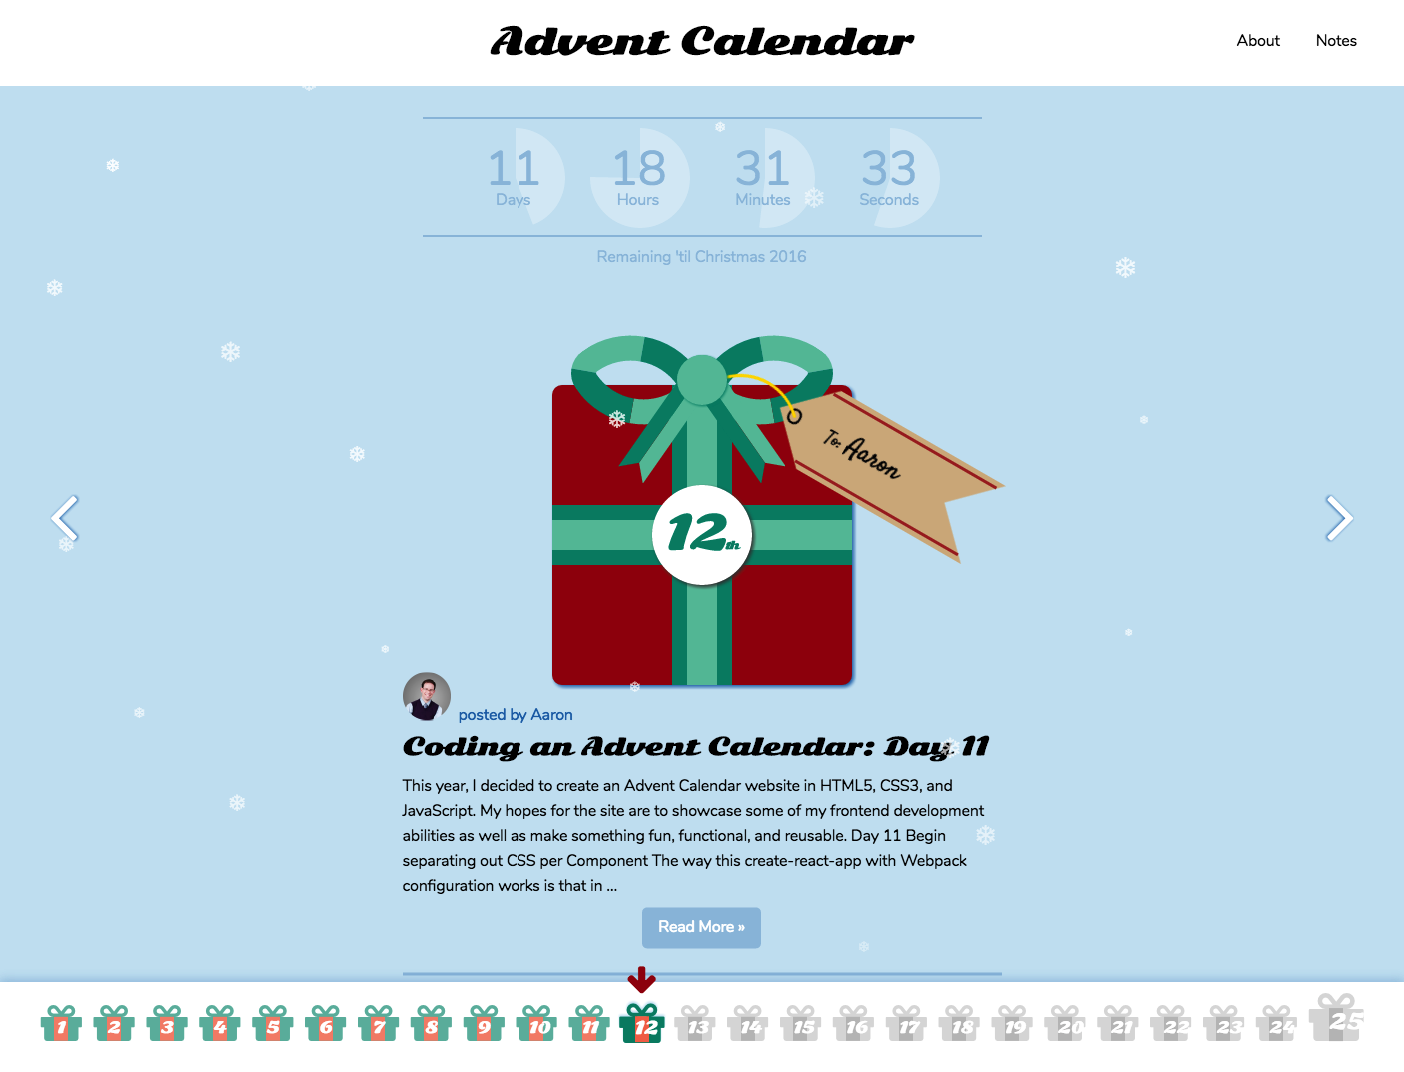 Advent Calendar
About Notes
11 18 31 33
Days Hours Minutes Seconds
Remaining 'til Christmas 2016
To: Aaron
12th
posted by Aaron
Coding an Advent Calendar: Day 11
This year, I decided to create an Advent Calendar website in HTML5, CSS3, and
JavaScript. My hopes for the site are to showcase some of my frontend development
abilities as well as make something fun, functional, and reusable. Day 11 Begin
separating out CSS per Component The way this create-react-app with Webpack
configuration works is that in ...
Read More »
1 2 3 4 5 6 7 8 9 10 11 12 13 14 15 16 17 18 19 20 21 22 23 24 25